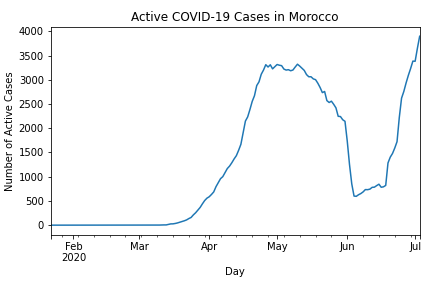 Active COVID-19 Cases in Morocco
Number of Active Cases
4000
3500
3000
2500
2000
1500
1000
500
0
Feb
2020
Mar
Apr
May
Jun
Jul
Day